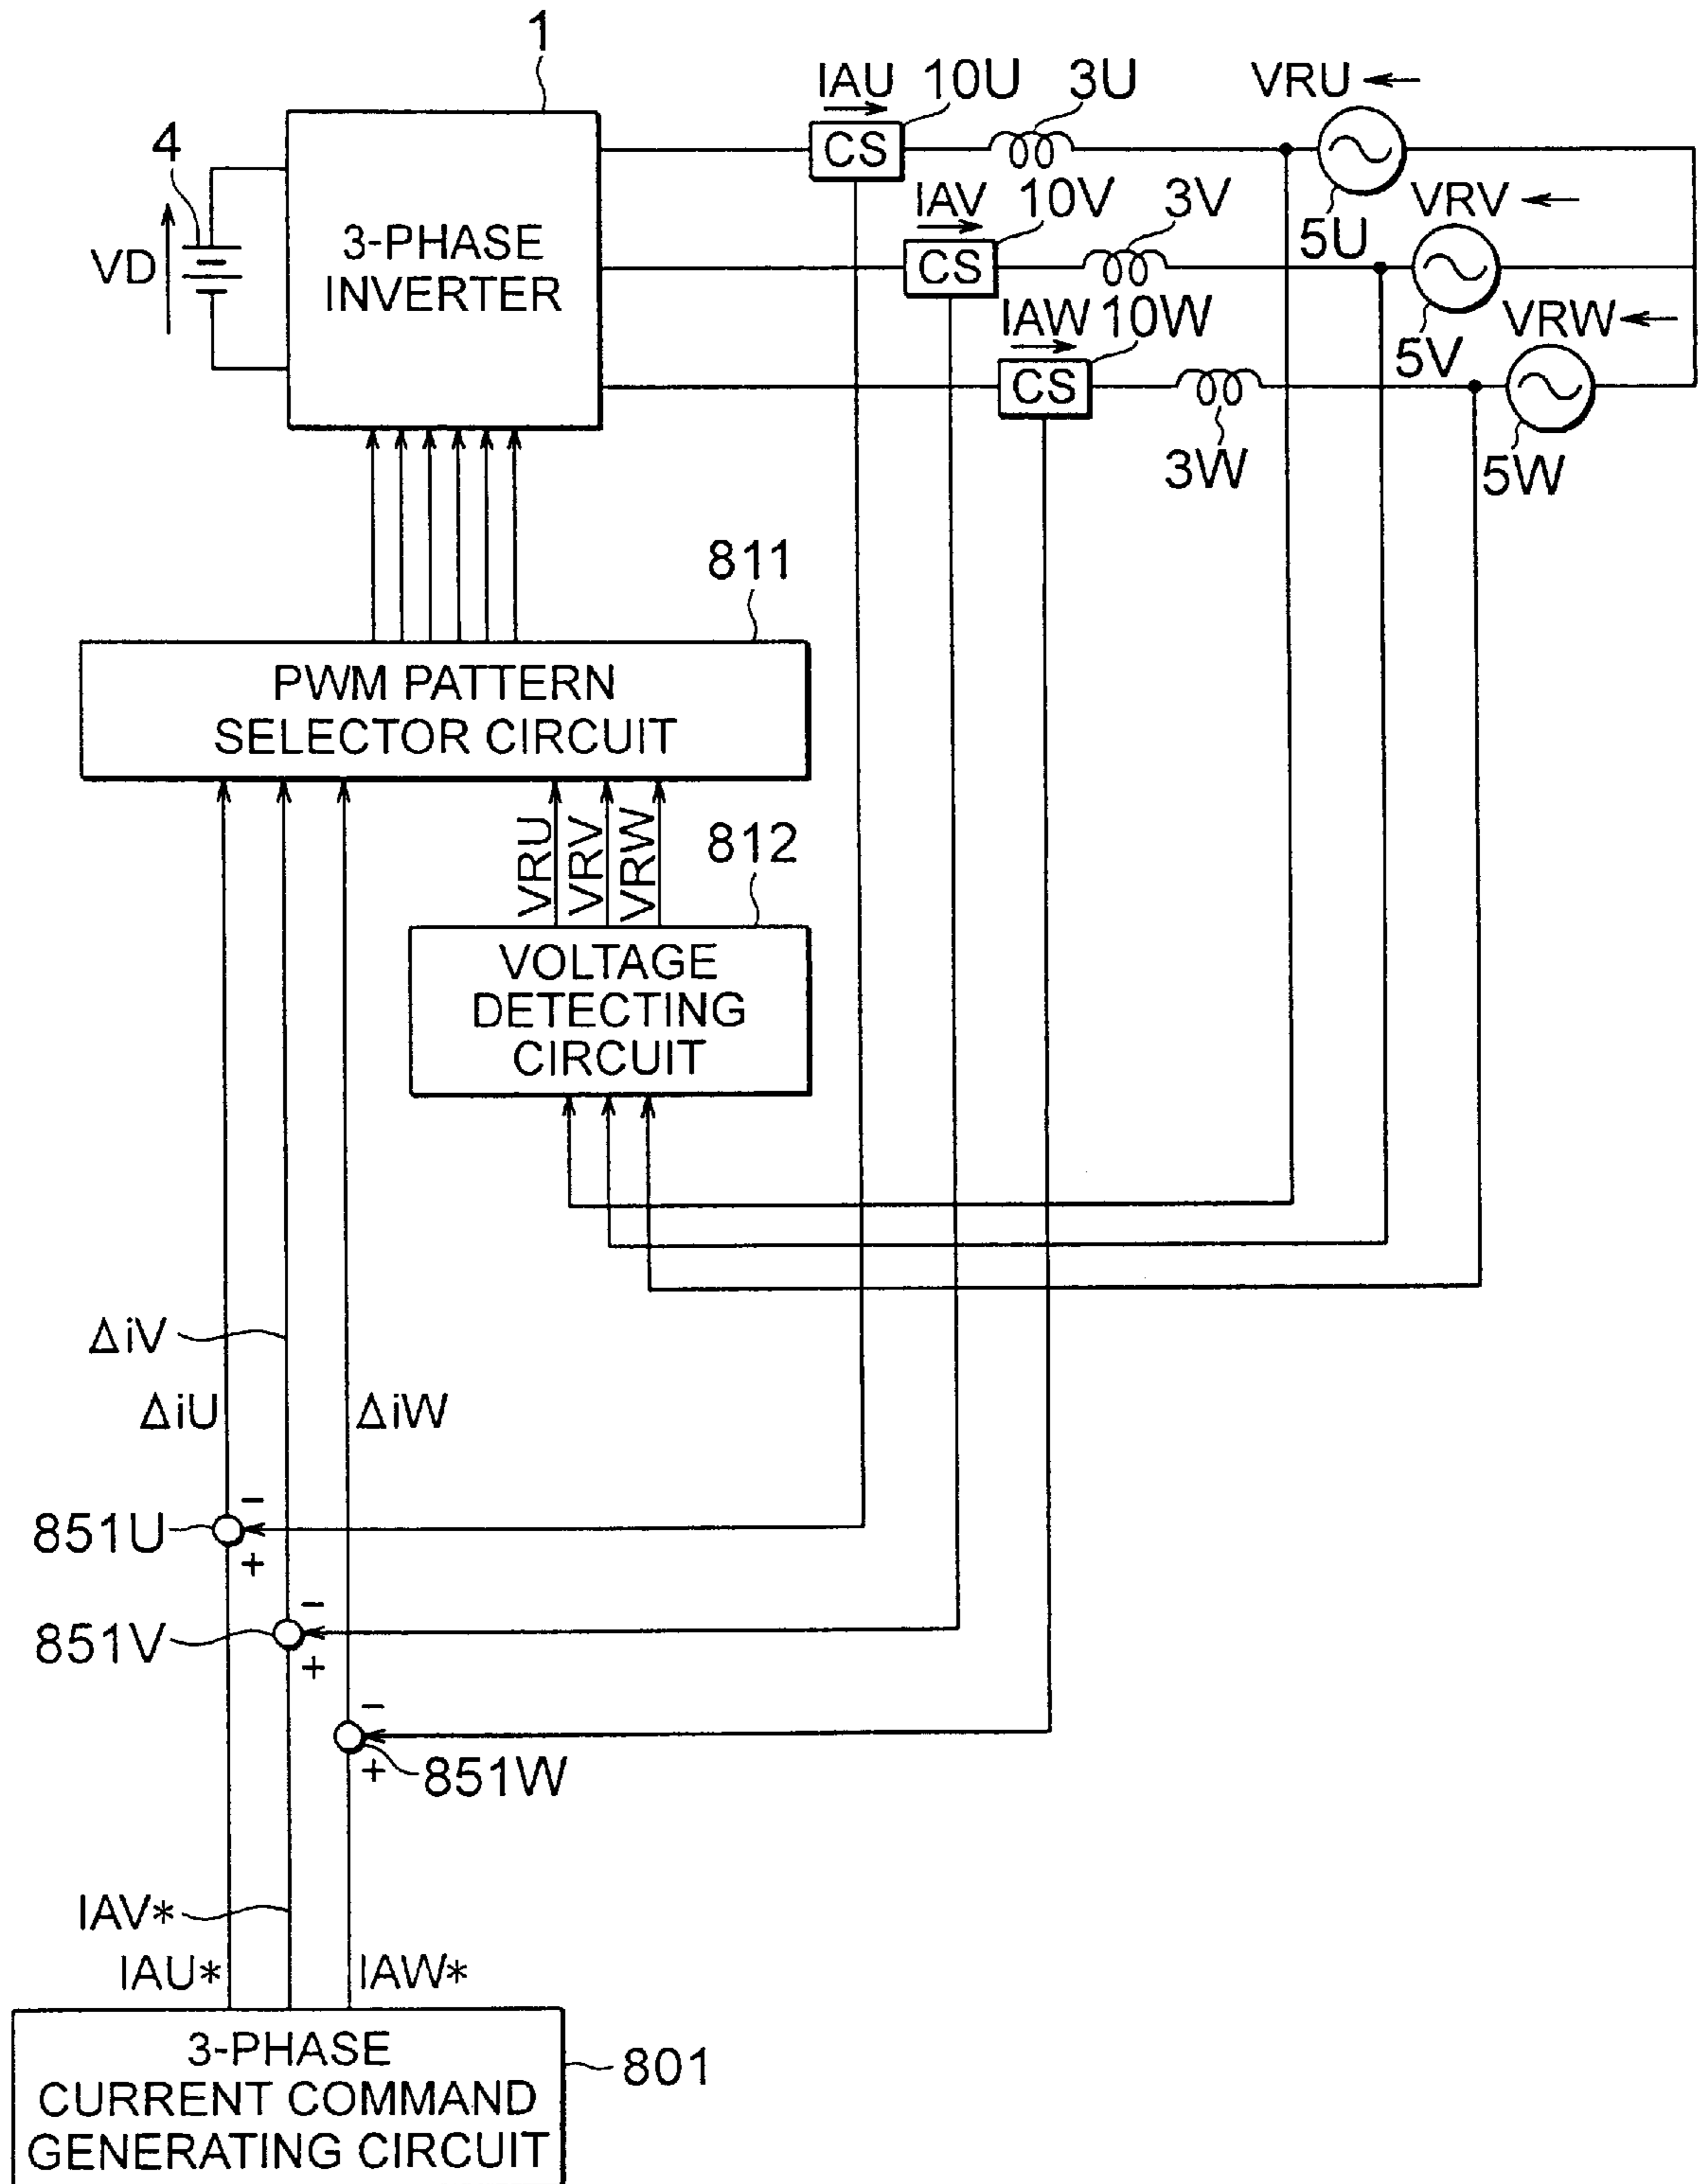 1
IAU
10U
3U
VRU
4
CS
IAV
10V
3V
VRV
3-PHASE
INVERTER
5U
VD
CS
IAW
10W
VRW
5V
CS
3W
5W
811
PWM PATTERN
SELECTOR CIRCUIT
VRU
VRV
VRW
812
VOLTAGE
DETECTING
CIRCUIT
ΔiV
ΔiU
ΔiW
−
851U
+
−
851V
+
−
+
851W
IAV*
IAU*
IAW*
3-PHASE
CURRENT COMMAND
GENERATING CIRCUIT
801